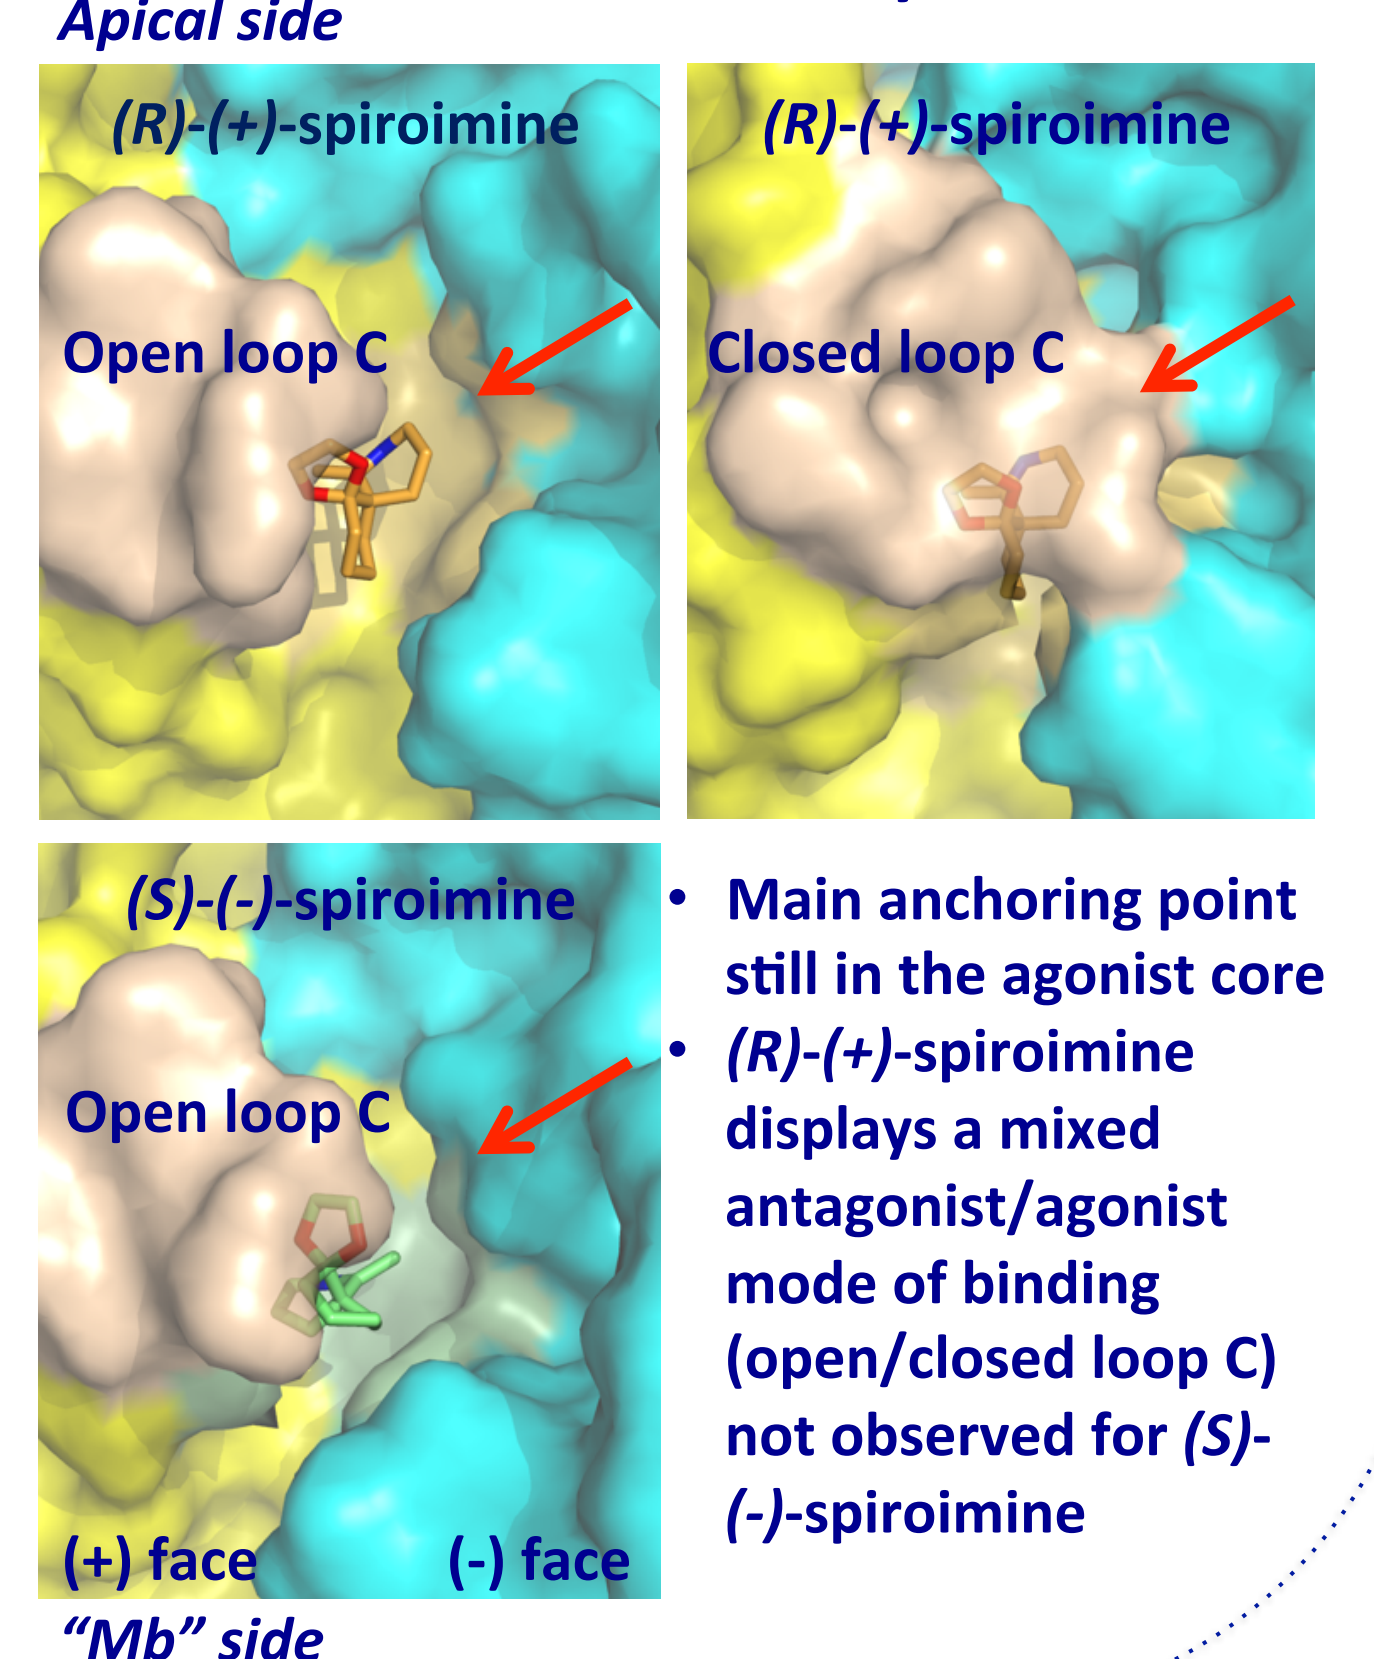 Apical side
(R)-(+)-spiroimine
Open loop C
(R)-(+)-spiroimine
Closed loop C
(S)-(-)-spiroimine
Open loop C
(+) face
(-) face
“Mb” side
• Main anchoring point
still in the agonist core
• (R)-(+)-spiroimine
displays a mixed
antagonist/agonist
mode of binding
(open/closed loop C)
not observed for (S)-
(-)-spiroimine